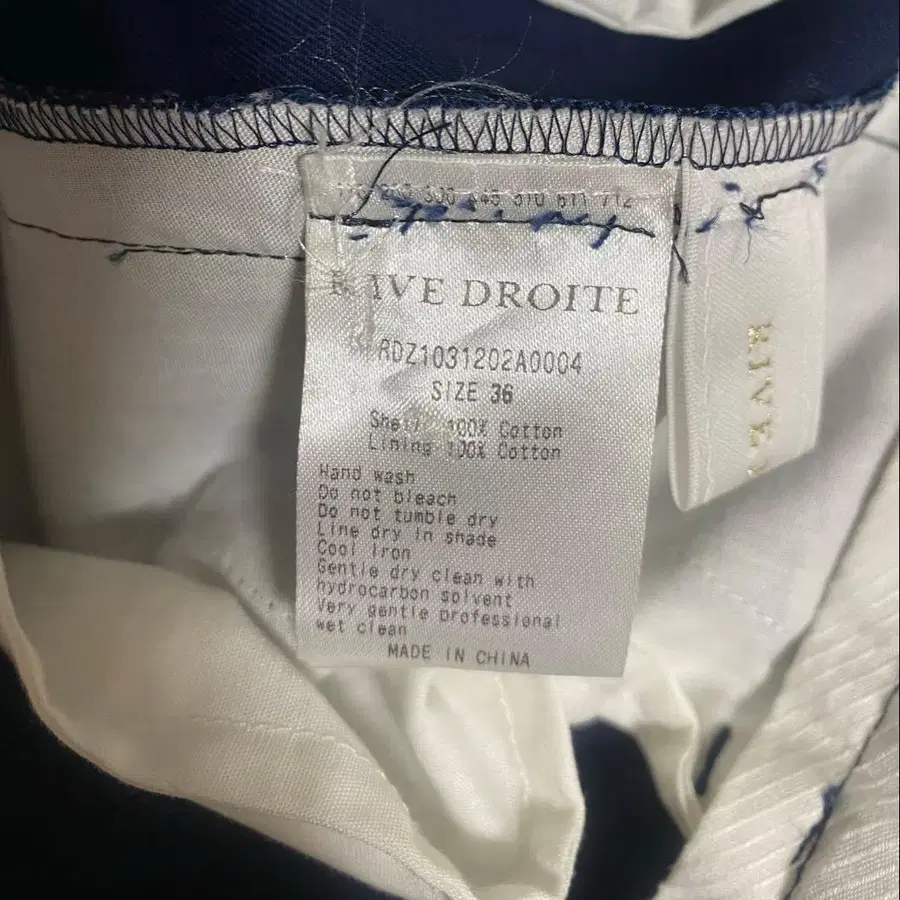 RIVE DROITE
RDZ1031202A0004
SIZE 36
Shell 100% Cotton
Lining 100% Cotton
Hand wash
Do not bleach
Do not tumble dry
Line dry in shade
Cool iron
Gentle dry clean with
hydrocarbon solvent
Very gentle professional
wet clean
MADE IN CHINA
RIVE